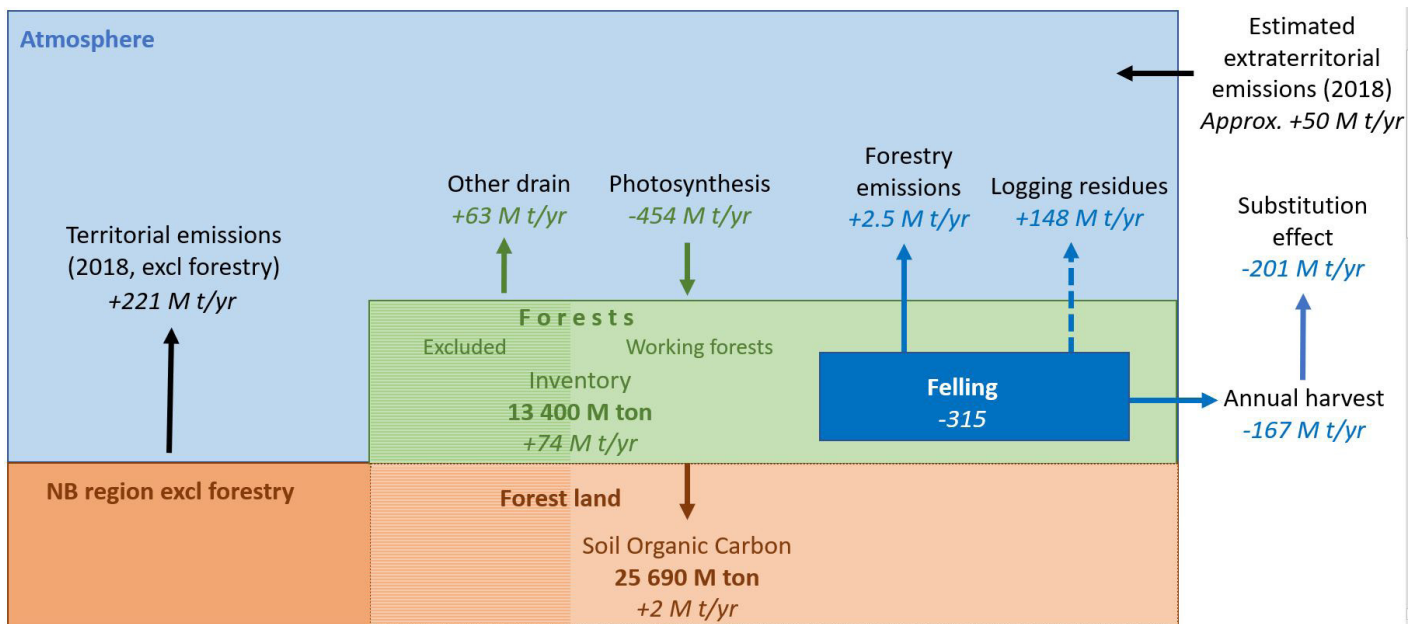 Atmosphere
Estimated
extraterritorial
emissions (2018)
Approx. +50 M t/yr
Territorial emissions
(2018, excl forestry)
+221 M t/yr
Other drain
+63 M t/yr
Photosynthesis
-454 M t/yr
Forestry
emissions
+2.5 M t/yr
Logging residues
+148 M t/yr
Substitution
effect
-201 M t/yr
Forests
Excluded
Working forests
Inventory
13 400 M ton
+74 M t/yr
Felling
-315
Annual harvest
-167 M t/yr
NB region excl forestry
Forest land
Soil Organic Carbon
25 690 M ton
+2 M t/yr